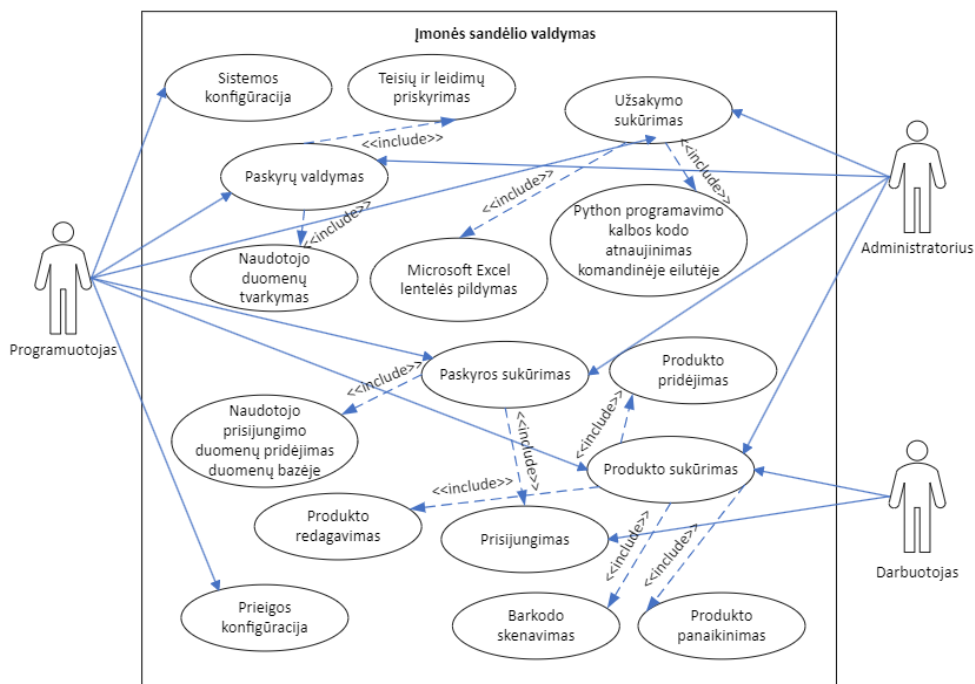 Įmonės sandėlio valdymas
Sistemos
konfigūracija
Teisių ir leidimų
priskyrimas
Užsakymo
sukūrimas
<<include>>
Paskyrų valdymas
<<include>>
<<include>>
<<include>>
Python programavimo
kalbos kodo
atnaujinimas
komandinėje eilutėje
Administratorius
Naudotojo
duomenų
tvarkymas
Microsoft Excel
lentelės pildymas
Programuotojas
<<include>>
Paskyros sukūrimas
Produkto
pridėjimas
<<include>>
<<include>>
Naudotojo
prisijungimo
duomenų pridėjimas
duomenų bazėje
Produkto sukūrimas
<<include>>
Produkto
redagavimas
Prisijungimas
<<include>>
<<include>>
Darbuotojas
Prieigos
konfigūracija
Barkodo
skenavimas
Produkto
panaikinimas